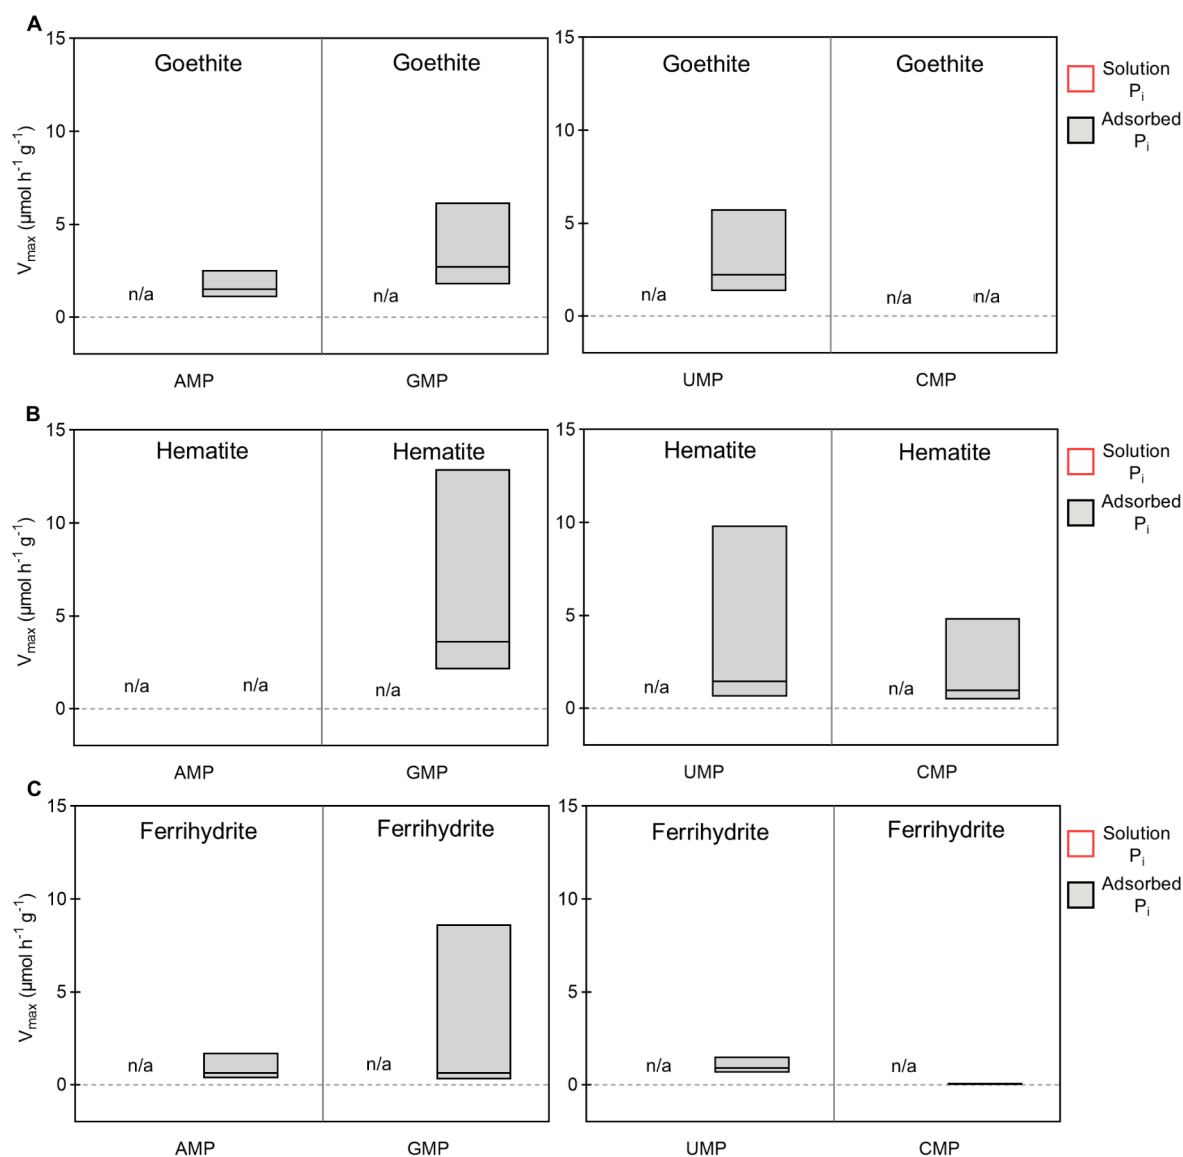 A
15
10
5
0
V_max (µmol h⁻¹ g⁻¹)
Goethite
Goethite
n/a
n/a
AMP
GMP
15
10
5
0
Goethite
Goethite
n/a
n/a
n/a
UMP
CMP
Solution
Pᵢ
Adsorbed
Pᵢ
B
15
10
5
0
V_max (µmol h⁻¹ g⁻¹)
Hematite
Hematite
n/a
n/a
n/a
AMP
GMP
15
10
5
0
Hematite
Hematite
n/a
n/a
UMP
CMP
Solution
Pᵢ
Adsorbed
Pᵢ
C
15
10
5
0
V_max (µmol h⁻¹ g⁻¹)
Ferrihydrite
Ferrihydrite
n/a
n/a
AMP
GMP
15
10
5
0
Ferrihydrite
Ferrihydrite
n/a
n/a
UMP
CMP
Solution
Pᵢ
Adsorbed
Pᵢ